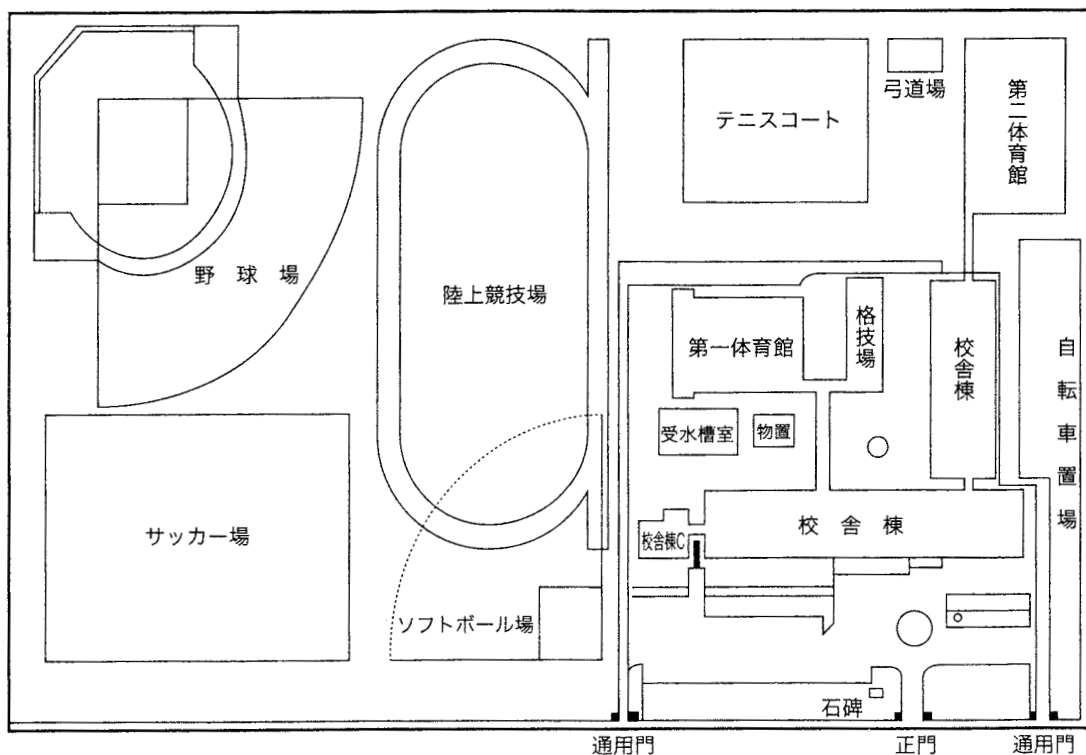 弓道場
テニスコート
第二体育館
野球場
陸上競技場
第一体育館
格技場
校舎棟
自転車置場
受水槽室
物置
サッカー場
校舎棟C
校舎棟
ソフトボール場
石碑
通用門
正門
通用門